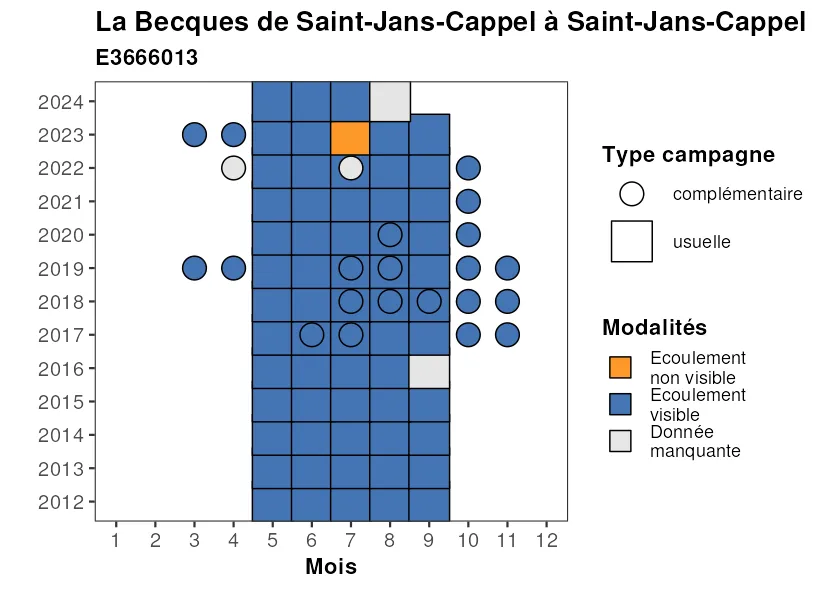 La Becques de Saint-Jans-Cappel à Saint-Jans-Cappel
E3666013
2024
2023
2022
2021
2020
2019
2018
2017
2016
2015
2014
2013
2012
1 2 3 4 5 6 7 8 9 10 11 12
Mois
Type campagne
complémentaire
usuelle
Modalités
Ecoulement
non visible
Ecoulement
visible
Donnée
manquante